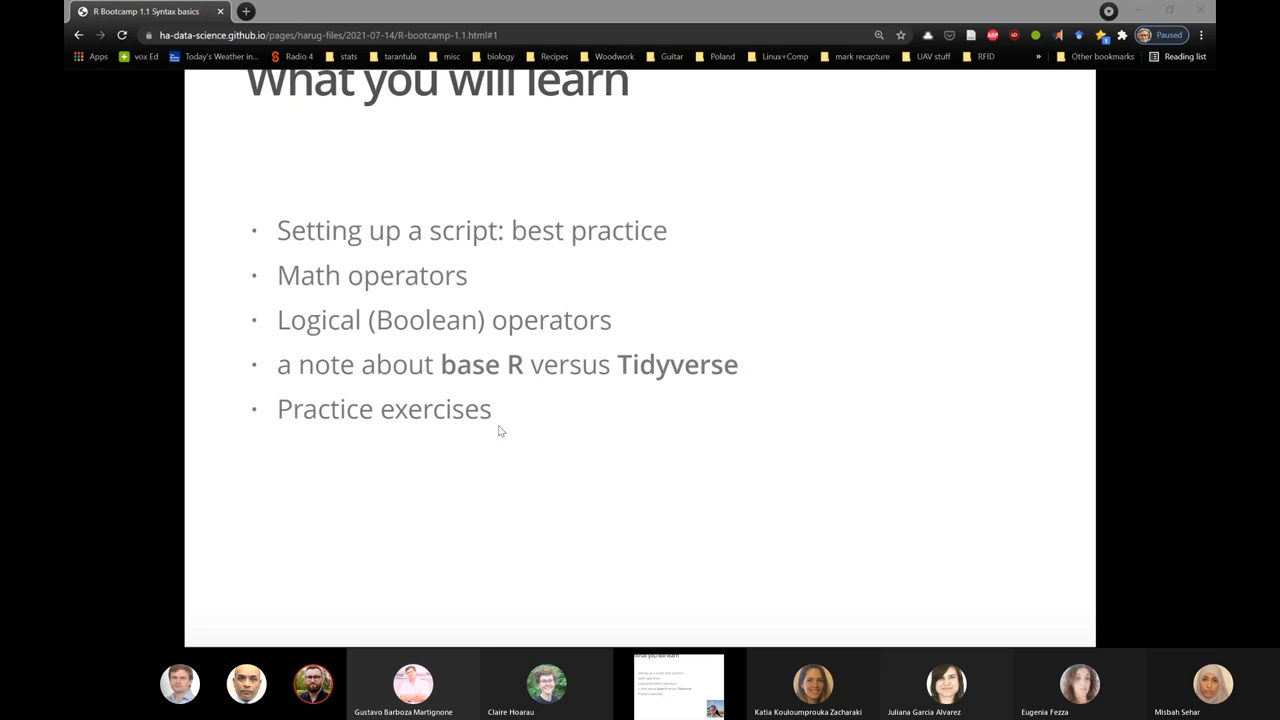 R Bootcamp 1.1 Syntax basics
ha-data-science.github.io/pages/harug-files/2021-07-14/R-bootcamp-1.1.html#1
Paused
Apps
vox Ed
Today's Weather in...
Radio 4
stats
tarantula
misc
biology
Recipes
Woodwork
Guitar
Poland
Linux+Comp
mark recapture
UAV stuff
RFID
»
Other bookmarks
Reading list
What you will learn
· Setting up a script: best practice
· Math operators
· Logical (Boolean) operators
· a note about base R versus Tidyverse
· Practice exercises
Gustavo Barboza Martignone
Claire Hoarau
Katia Kouloumprouka Zacharaki
Juliana Garcia Alvarez
Eugenia Fezza
Misbah Sehar